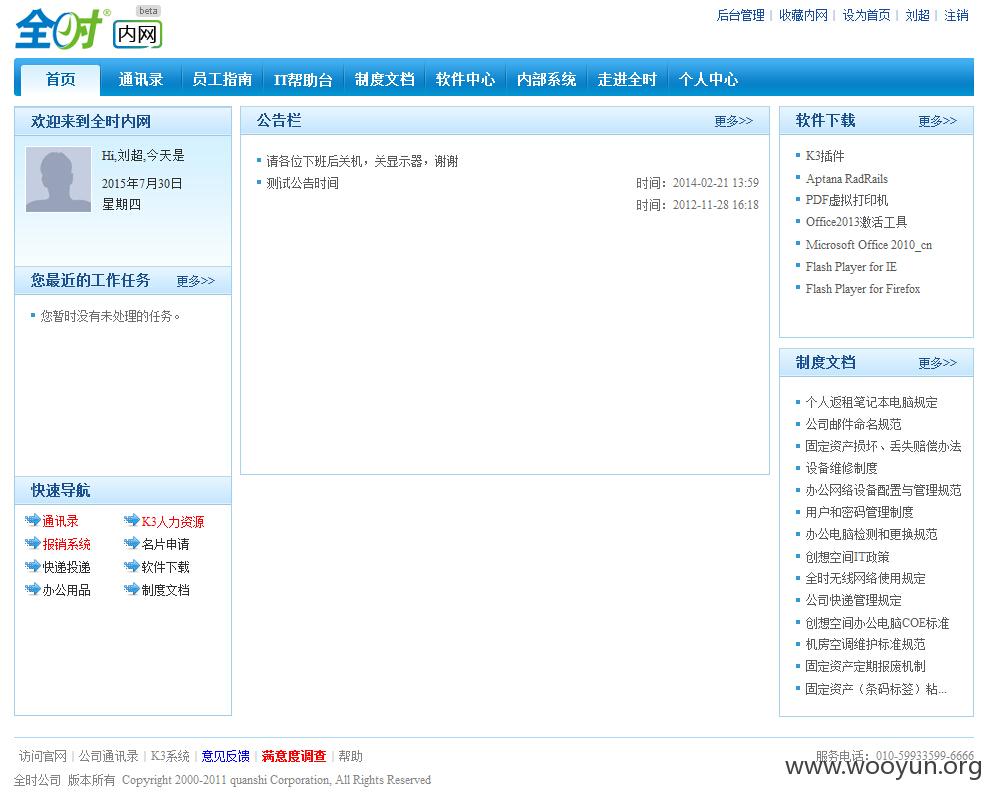 全时® beta 内网
后台管理 | 收藏内网 | 设为首页 | 刘超 | 注销
首页 通讯录 员工指南 IT帮助台 制度文档 软件中心 内部系统 走进全时 个人中心
欢迎来到全时内网
Hi,刘超,今天是
2015年7月30日
星期四
您最近的工作任务 更多>>
您暂时没有未处理的任务。
快速导航
通讯录 K3人力资源
报销系统 名片申请
快递投递 软件下载
办公用品 制度文档
公告栏 更多>>
请各位下班后关机，关显示器，谢谢
测试公告时间 时间：2014-02-21 13:59
时间：2012-11-28 16:18
软件下载 更多>>
K3插件
Aptana RadRails
PDF虚拟打印机
Office2013激活工具
Microsoft Office 2010_cn
Flash Player for IE
Flash Player for Firefox
制度文档 更多>>
个人返租笔记本电脑规定
公司邮件命名规范
固定资产损坏、丢失赔偿办法
设备维修制度
办公网络设备配置与管理规范
用户和密码管理制度
办公电脑检测和更换规范
创想空间IT政策
全时无线网络使用规定
公司快递管理规定
创想空间办公电脑COE标准
机房空调维护标准规范
固定资产定期报废机制
固定资产（条码标签）粘...
访问官网 | 公司通讯录 | K3系统 | 意见反馈 | 满意度调查 | 帮助
服务电话：010-59933599-6666
全时公司 版本所有 Copyright 2000-2011 quanshi Corporation, All Rights Reserved
www.wooyun.org